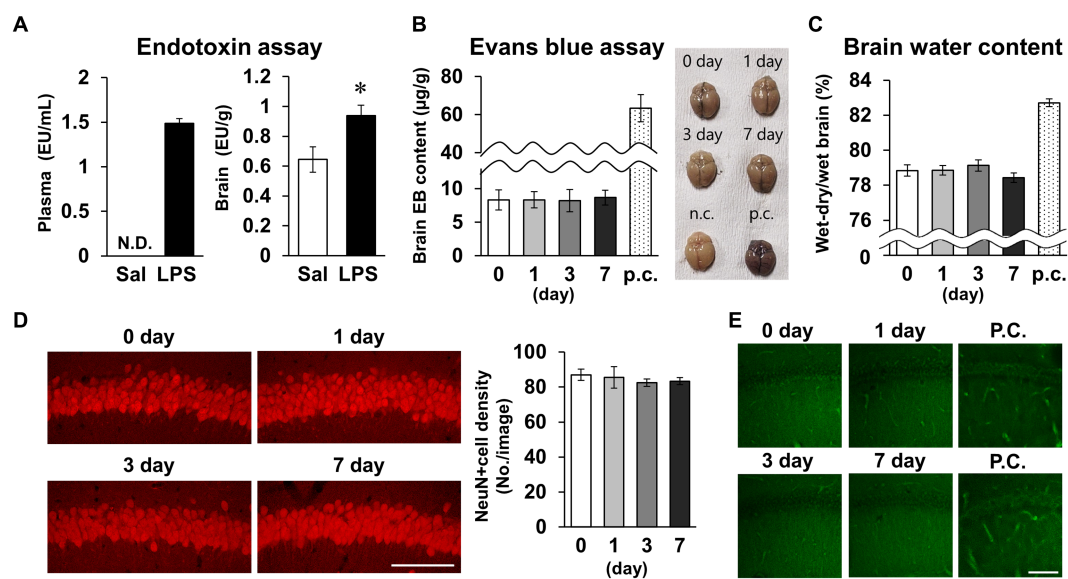 A
Endotoxin assay
Plasma (EU/mL)
2
1.5
1
0.5
0
N.D.
Sal LPS
Brain (EU/g)
1.2
1
0.8
0.6
0.4
0.2
0
*
Sal LPS
B
Evans blue assay
Brain EB content (µg/g)
80
60
40
10
5
0
0 1 3 7 p.c.
(day)
0 day 1 day
3 day 7 day
n.c. p.c.
C
Brain water content
Wet-dry/wet brain (%)
84
82
79
78
76
0
0 1 3 7 p.c.
(day)
D
0 day 1 day
3 day 7 day
NeuN+cell density
(No./image)
100
80
60
40
20
0
0 1 3 7
(day)
E
0 day 1 day P.C.
3 day 7 day P.C.